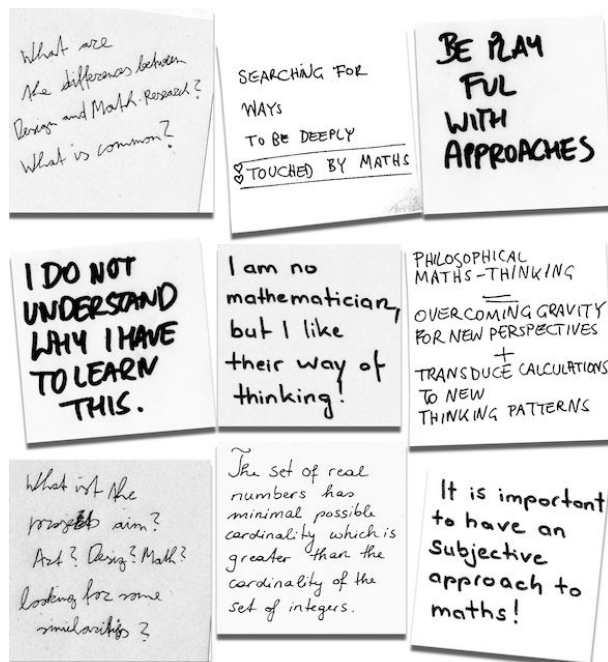 What are
the differences between
Design and Math-Research?
What is common?
SEARCHING FOR
WAYS
TO BE DEEPLY
TOUCHED BY MATHS
BE PLAY
FUL
WITH
APPROACHES
I DO NOT
UNDERSTAND
WHY I HAVE
TO LEARN
THIS.
I am no
mathematician,
but I like
their way of
thinking!
PHILOSOPHICAL
MATHS-THINKING
=
OVERCOMING GRAVITY
FOR NEW PERSPECTIVES
+
TRANSDUCE CALCULATIONS
TO NEW
THINKING PATTERNS
What ist the
projects aim?
Art? Design? Math?
looking for some
similarities?
The set of real
numbers has
minimal possible
cardinality which is
greater than the
cardinality of the
set of integers.
It is important
to have an
subjective
approach to
maths!